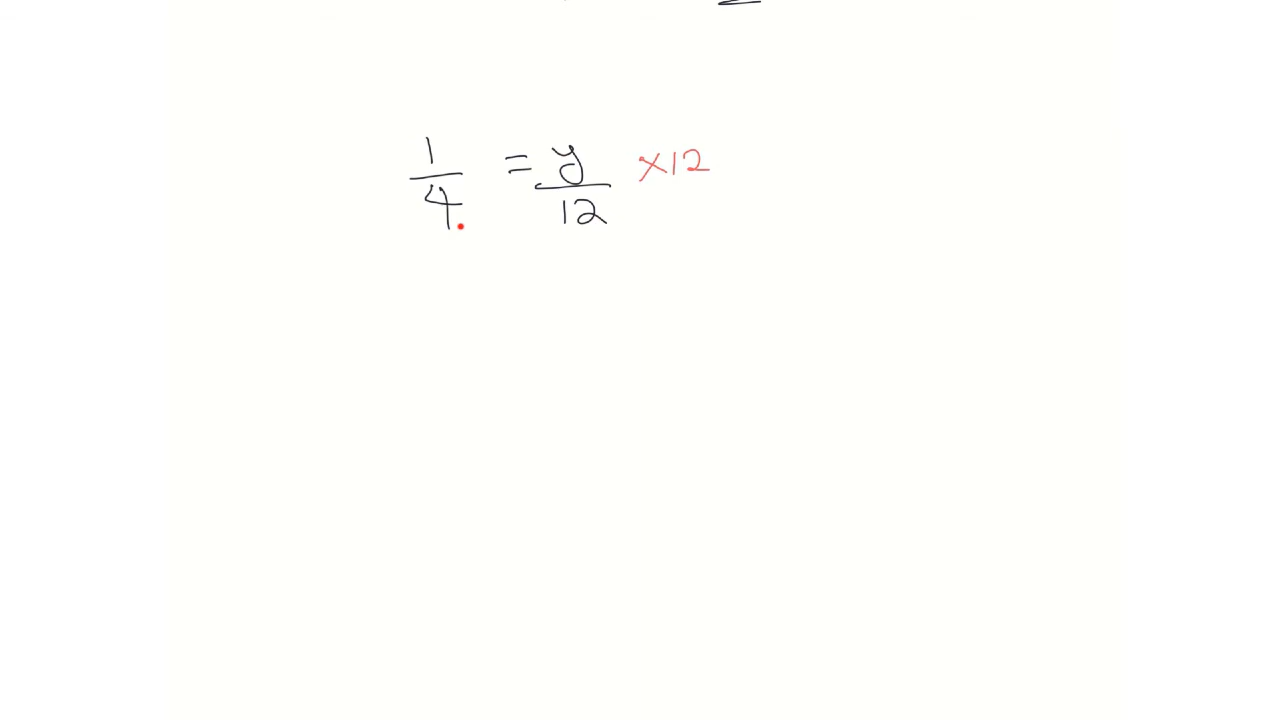 1/4 = y/12 ×12